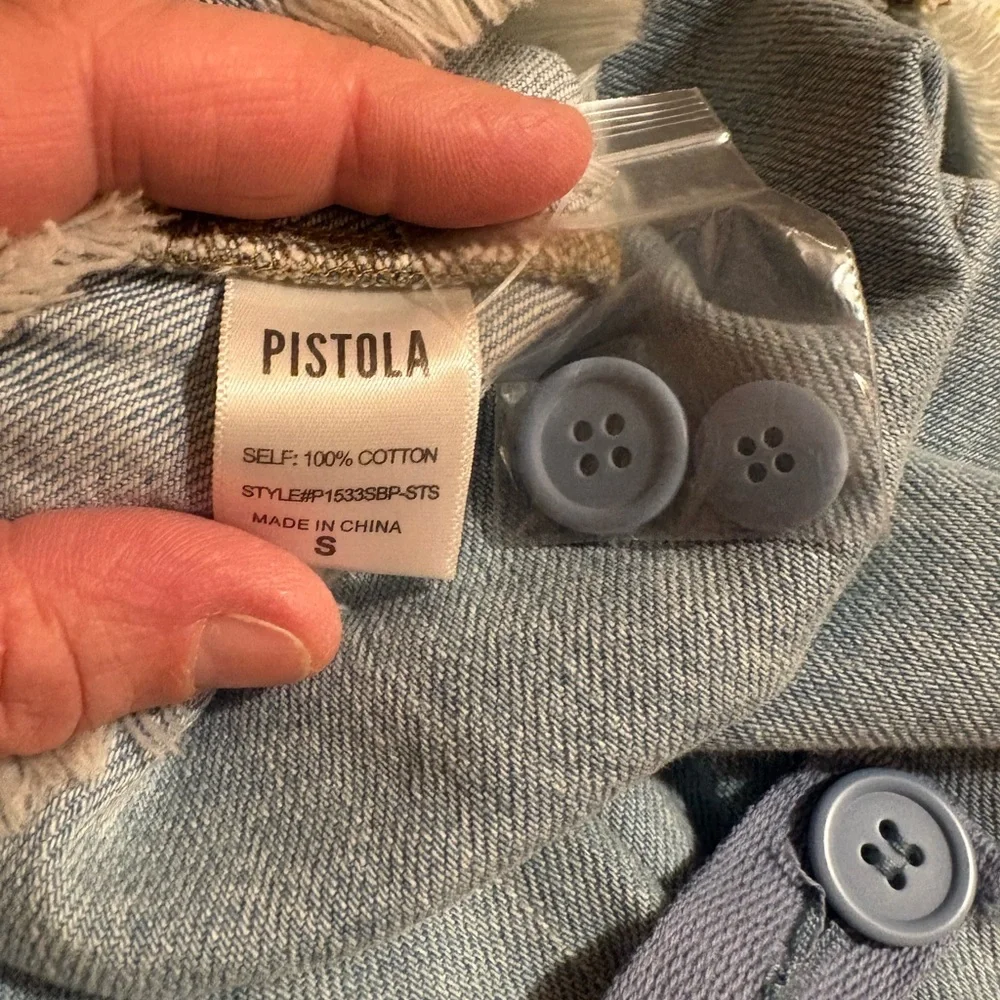 PISTOLA
SELF: 100% COTTON
STYLE#P1533SBP-STS
MADE IN CHINA
S